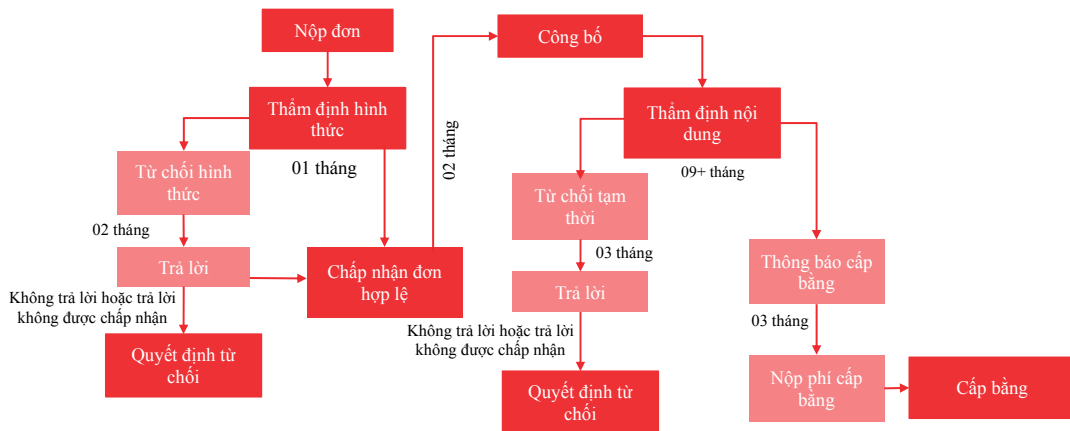 Nộp đơn
Thẩm định hình
thức
01 tháng
Từ chối hình
thức
02 tháng
Trả lời
Không trả lời hoặc trả lời
không được chấp nhận
Quyết định từ
chối
Chấp nhận đơn
hợp lệ
02 tháng
Công bố
Thẩm định nội
dung
09+ tháng
Từ chối tạm
thời
03 tháng
Trả lời
Không trả lời hoặc trả lời
không được chấp nhận
Quyết định từ
chối
Thông báo cấp
bằng
03 tháng
Nộp phí cấp
bằng
Cấp bằng